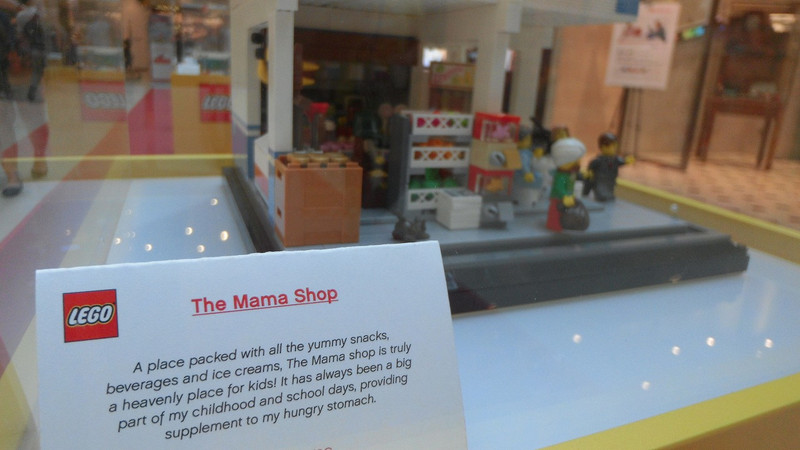 LEGO
The Mama Shop
A place packed with all the yummy snacks,
beverages and ice creams, The Mama shop is truly
a heavenly place for kids! It has always been a big
part of my childhood and school days, providing
supplement to my hungry stomach.
LEGO
LEGO